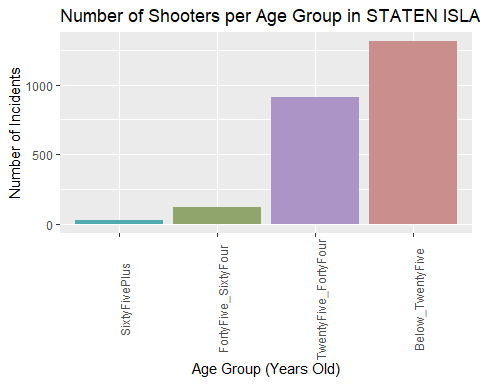 Number of Shooters per Age Group in STATEN ISLA
Number of Incidents
1000
500
0
SixtyFivePlus
FortyFive_SixtyFour
TwentyFive_FortyFour
Below_TwentyFive
Age Group (Years Old)